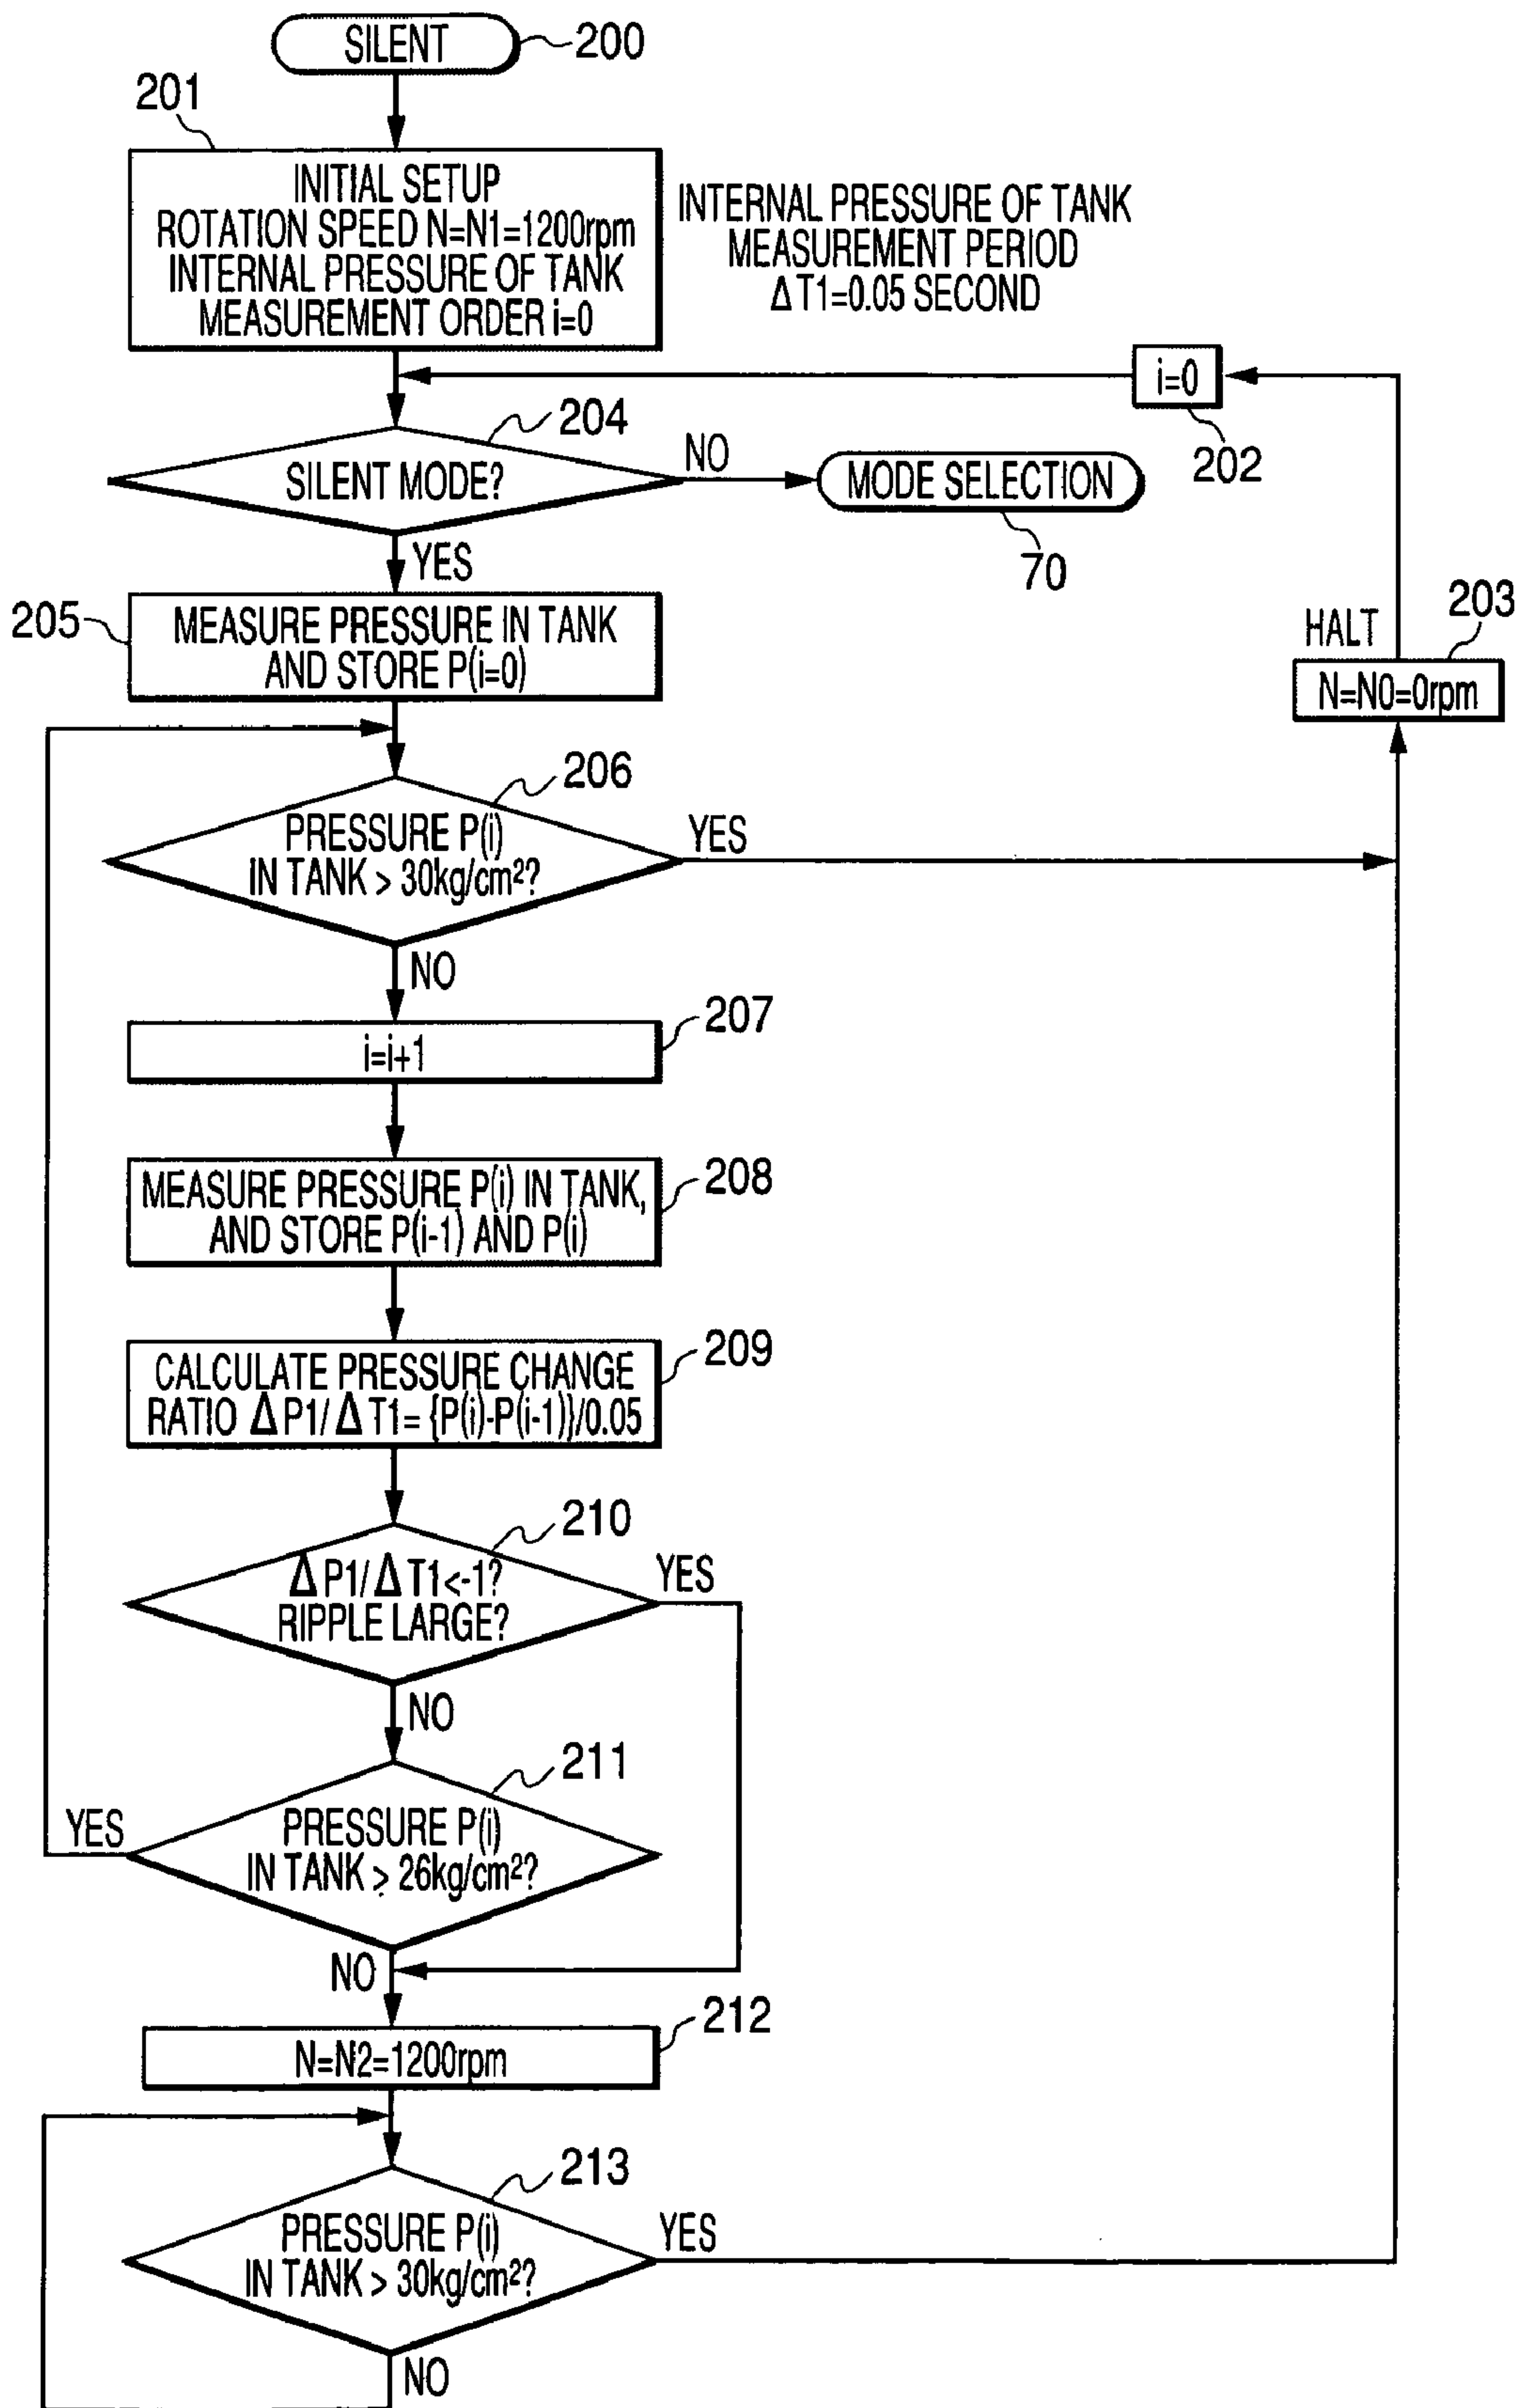 SILENT
200
201
INITIAL SETUP
ROTATION SPEED N=N1=1200rpm
INTERNAL PRESSURE OF TANK
MEASUREMENT ORDER i=0
INTERNAL PRESSURE OF TANK
MEASUREMENT PERIOD
ΔT1=0.05 SECOND
i=0
202
204
SILENT MODE?
NO
MODE SELECTION
70
YES
205
MEASURE PRESSURE IN TANK
AND STORE P(i=0)
HALT
203
N=N0=0rpm
206
PRESSURE P(i)
IN TANK > 30kg/cm²?
YES
NO
207
i=i+1
208
MEASURE PRESSURE P(i) IN TANK,
AND STORE P(i-1) AND P(i)
209
CALCULATE PRESSURE CHANGE
RATIO ΔP1/ΔT1= {P(i)-P(i-1)}/0.05
210
ΔP1/ΔT1<-1?
RIPPLE LARGE?
YES
NO
211
PRESSURE P(i)
IN TANK > 26kg/cm²?
YES
NO
212
N=N2=1200rpm
213
PRESSURE P(i)
IN TANK > 30kg/cm²?
YES
NO